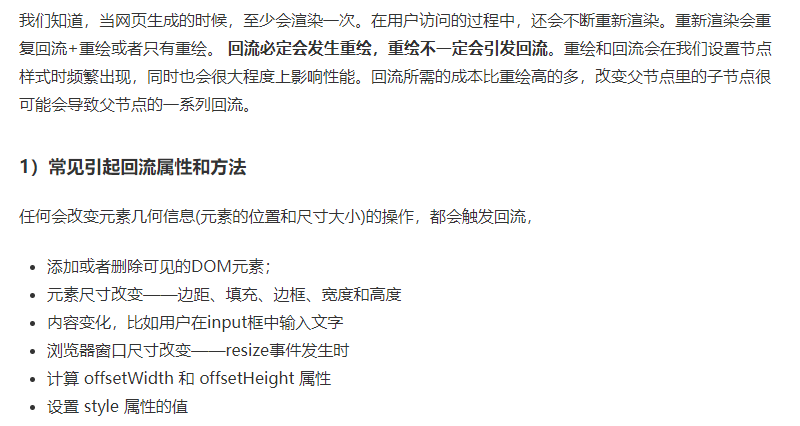 我们知道，当网页生成的时候，至少会渲染一次。在用户访问的过程中，还会不断重新渲染。重新渲染会重
复回流+重绘或者只有重绘。 回流必定会发生重绘，重绘不一定会引发回流。重绘和回流会在我们设置节点
样式时频繁出现，同时也会很大程度上影响性能。回流所需的成本比重绘高的多，改变父节点里的子节点很
可能会导致父节点的一系列回流。
1）常见引起回流属性和方法
任何会改变元素几何信息(元素的位置和尺寸大小)的操作，都会触发回流，
• 添加或者删除可见的DOM元素；
• 元素尺寸改变——边距、填充、边框、宽度和高度
• 内容变化，比如用户在input框中输入文字
• 浏览器窗口尺寸改变——resize事件发生时
• 计算 offsetWidth 和 offsetHeight 属性
• 设置 style 属性的值